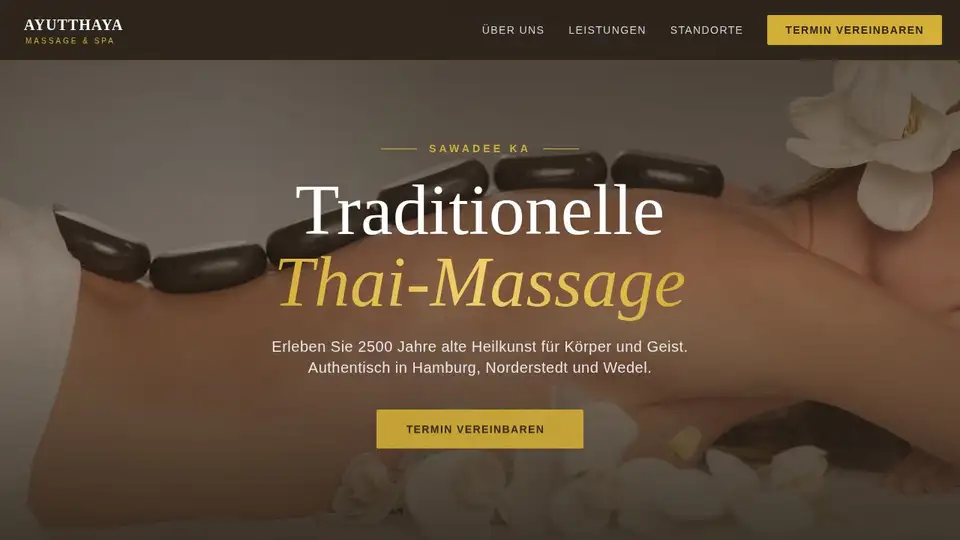 AYUTTHAYA
MASSAGE & SPA
ÜBER UNS
LEISTUNGEN
STANDORTE
TERMIN VEREINBAREN
SAWADEE KA
Traditionelle
Thai-Massage
Erleben Sie 2500 Jahre alte Heilkunst für Körper und Geist.
Authentisch in Hamburg, Norderstedt und Wedel.
TERMIN VEREINBAREN